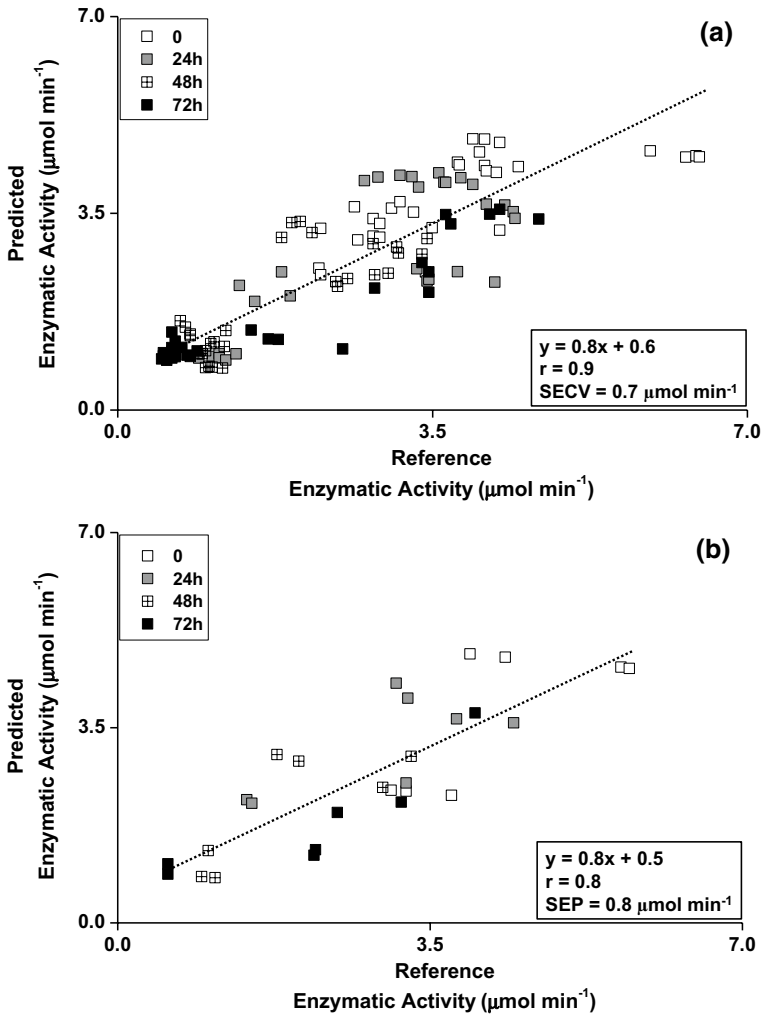 7.0
(a)
0
24h
48h
72h
Predicted
Enzymatic Activity (μmol min⁻¹)
3.5
y = 0.8x + 0.6
r = 0.9
SECV = 0.7 μmol min⁻¹
0.0
0.0 3.5 7.0
Reference
Enzymatic Activity (μmol min⁻¹)
7.0
(b)
0
24h
48h
72h
Predicted
Enzymatic Activity (μmol min⁻¹)
3.5
y = 0.8x + 0.5
r = 0.8
SEP = 0.8 μmol min⁻¹
0.0
0.0 3.5 7.0
Reference
Enzymatic Activity (μmol min⁻¹)